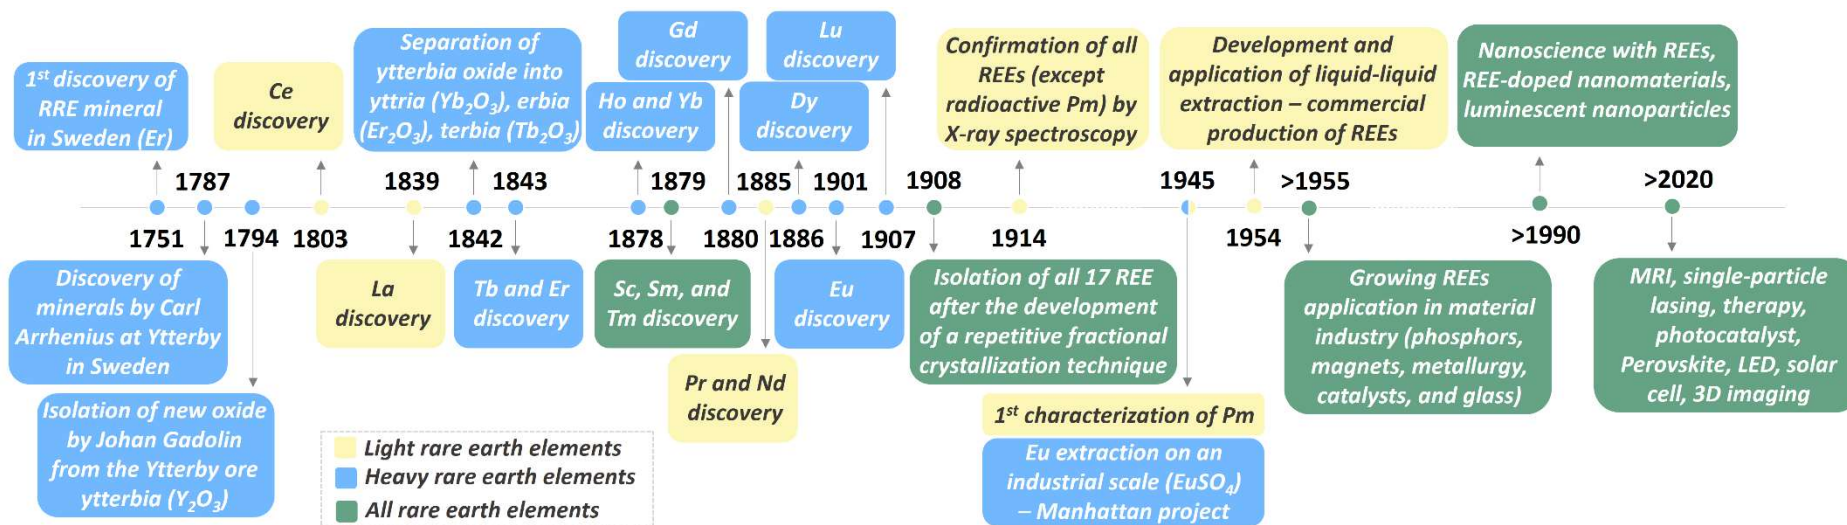 1st discovery of
RRE mineral
in Sweden (Er)
Ce
discovery
Separation of
ytterbia oxide into
yttria (Yb2O3), erbia
(Er2O3), terbia (Tb2O3)
Gd
discovery
Ho and Yb
discovery
Lu
discovery
Dy
discovery
Confirmation of all
REEs (except
radioactive Pm) by
X-ray spectroscopy
Development and
application of liquid-liquid
extraction – commercial
production of REEs
Nanoscience with REEs,
REE-doped nanomaterials,
luminescent nanoparticles
1787 1839 1843 1879 1885 1901 1908 1945 >1955 >2020
1751 1794 1803 1842 1878 1880 1886 1907 1914 1954 >1990
Discovery of
minerals by Carl
Arrhenius at Ytterby
in Sweden
Isolation of new oxide
by Johan Gadolin
from the Ytterby ore
ytterbia (Y2O3)
La
discovery
Tb and Er
discovery
Sc, Sm, and
Tm discovery
Pr and Nd
discovery
Eu
discovery
Isolation of all 17 REE
after the development
of a repetitive fractional
crystallization technique
1st characterization of Pm
Eu extraction on an
industrial scale (EuSO4)
– Manhattan project
Growing REEs
application in material
industry (phosphors,
magnets, metallurgy,
catalysts, and glass)
MRI, single-particle
lasing, therapy,
photocatalyst,
Perovskite, LED, solar
cell, 3D imaging
Light rare earth elements
Heavy rare earth elements
All rare earth elements